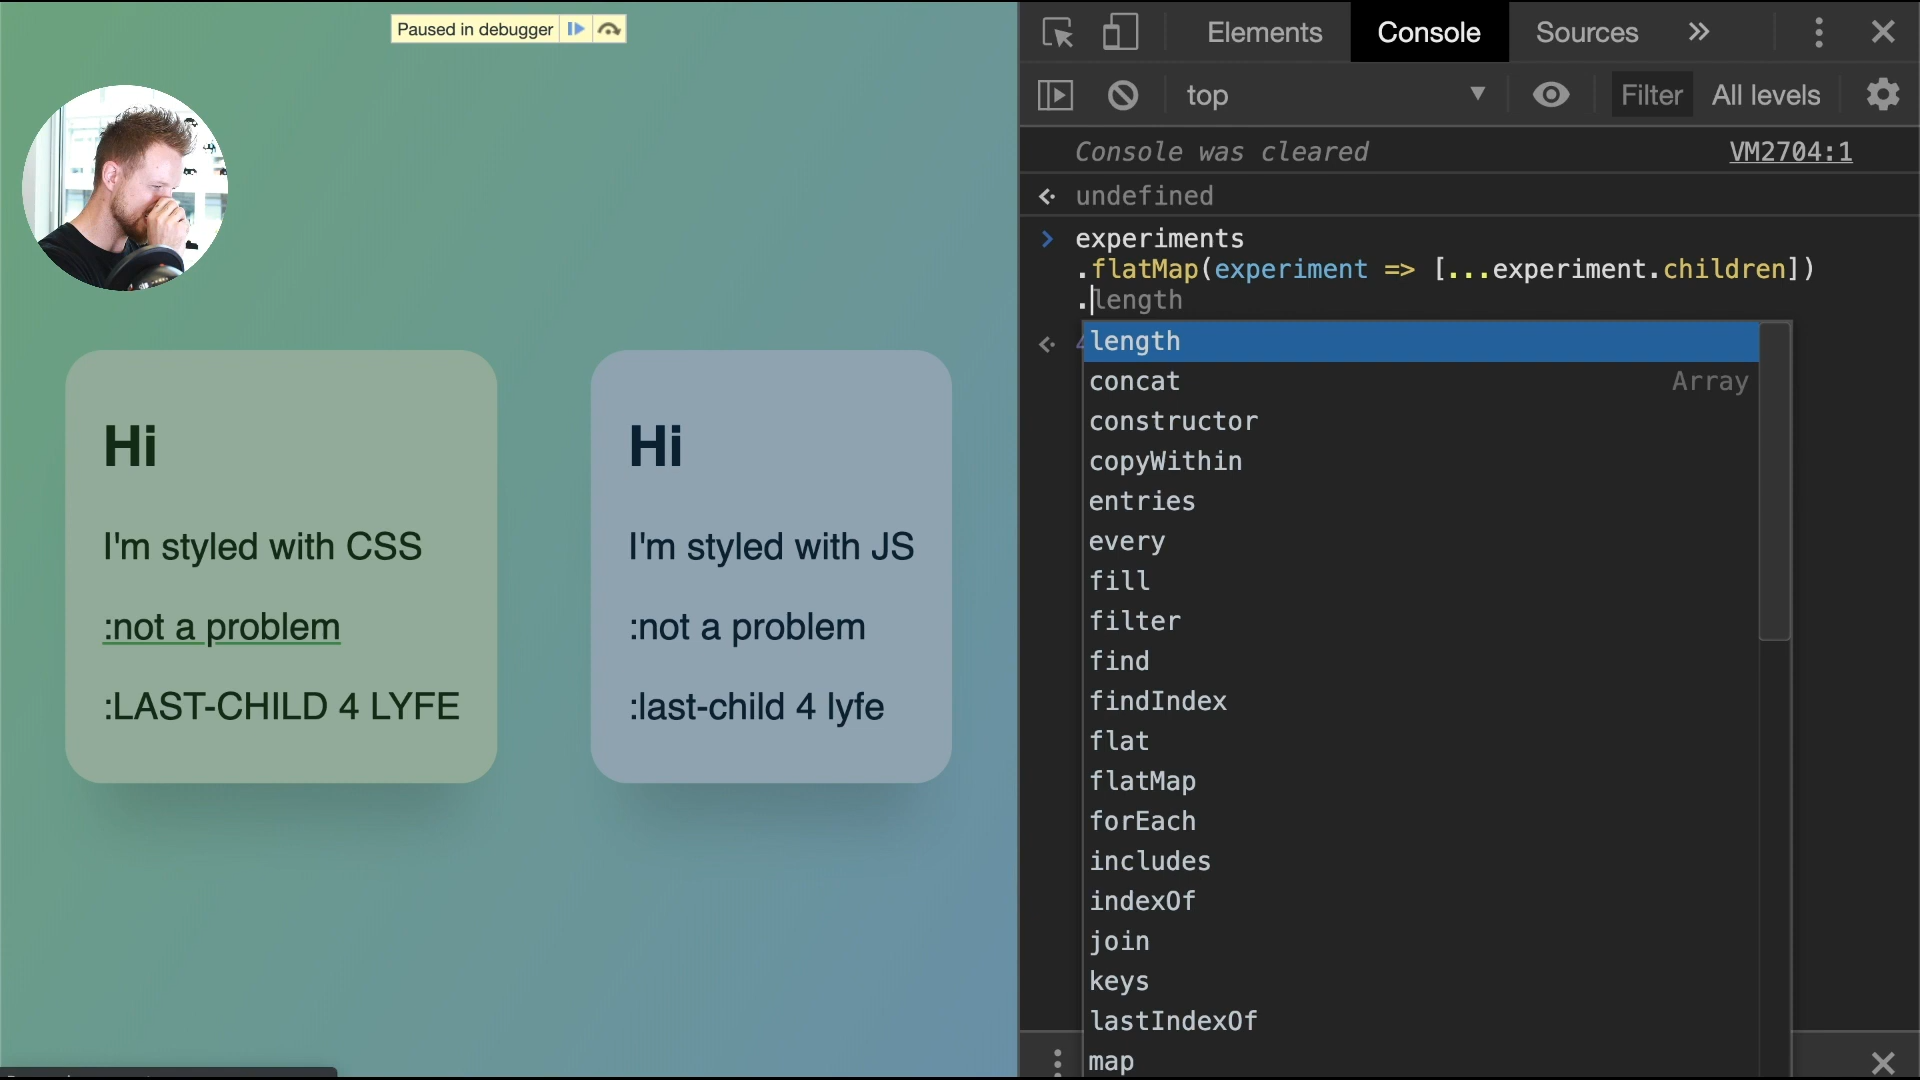 Paused in debugger
Hi
I'm styled with CSS
:not a problem
:LAST-CHILD 4 LYFE
Hi
I'm styled with JS
:not a problem
:last-child 4 lyfe
Elements Console Sources »
top Filter All levels
Console was cleared VM2704:1
undefined
experiments
.flatMap(experiment => [...experiment.children])
.length
length
concat Array
constructor
copyWithin
entries
every
fill
filter
find
findIndex
flat
flatMap
forEach
includes
indexOf
join
keys
lastIndexOf
map